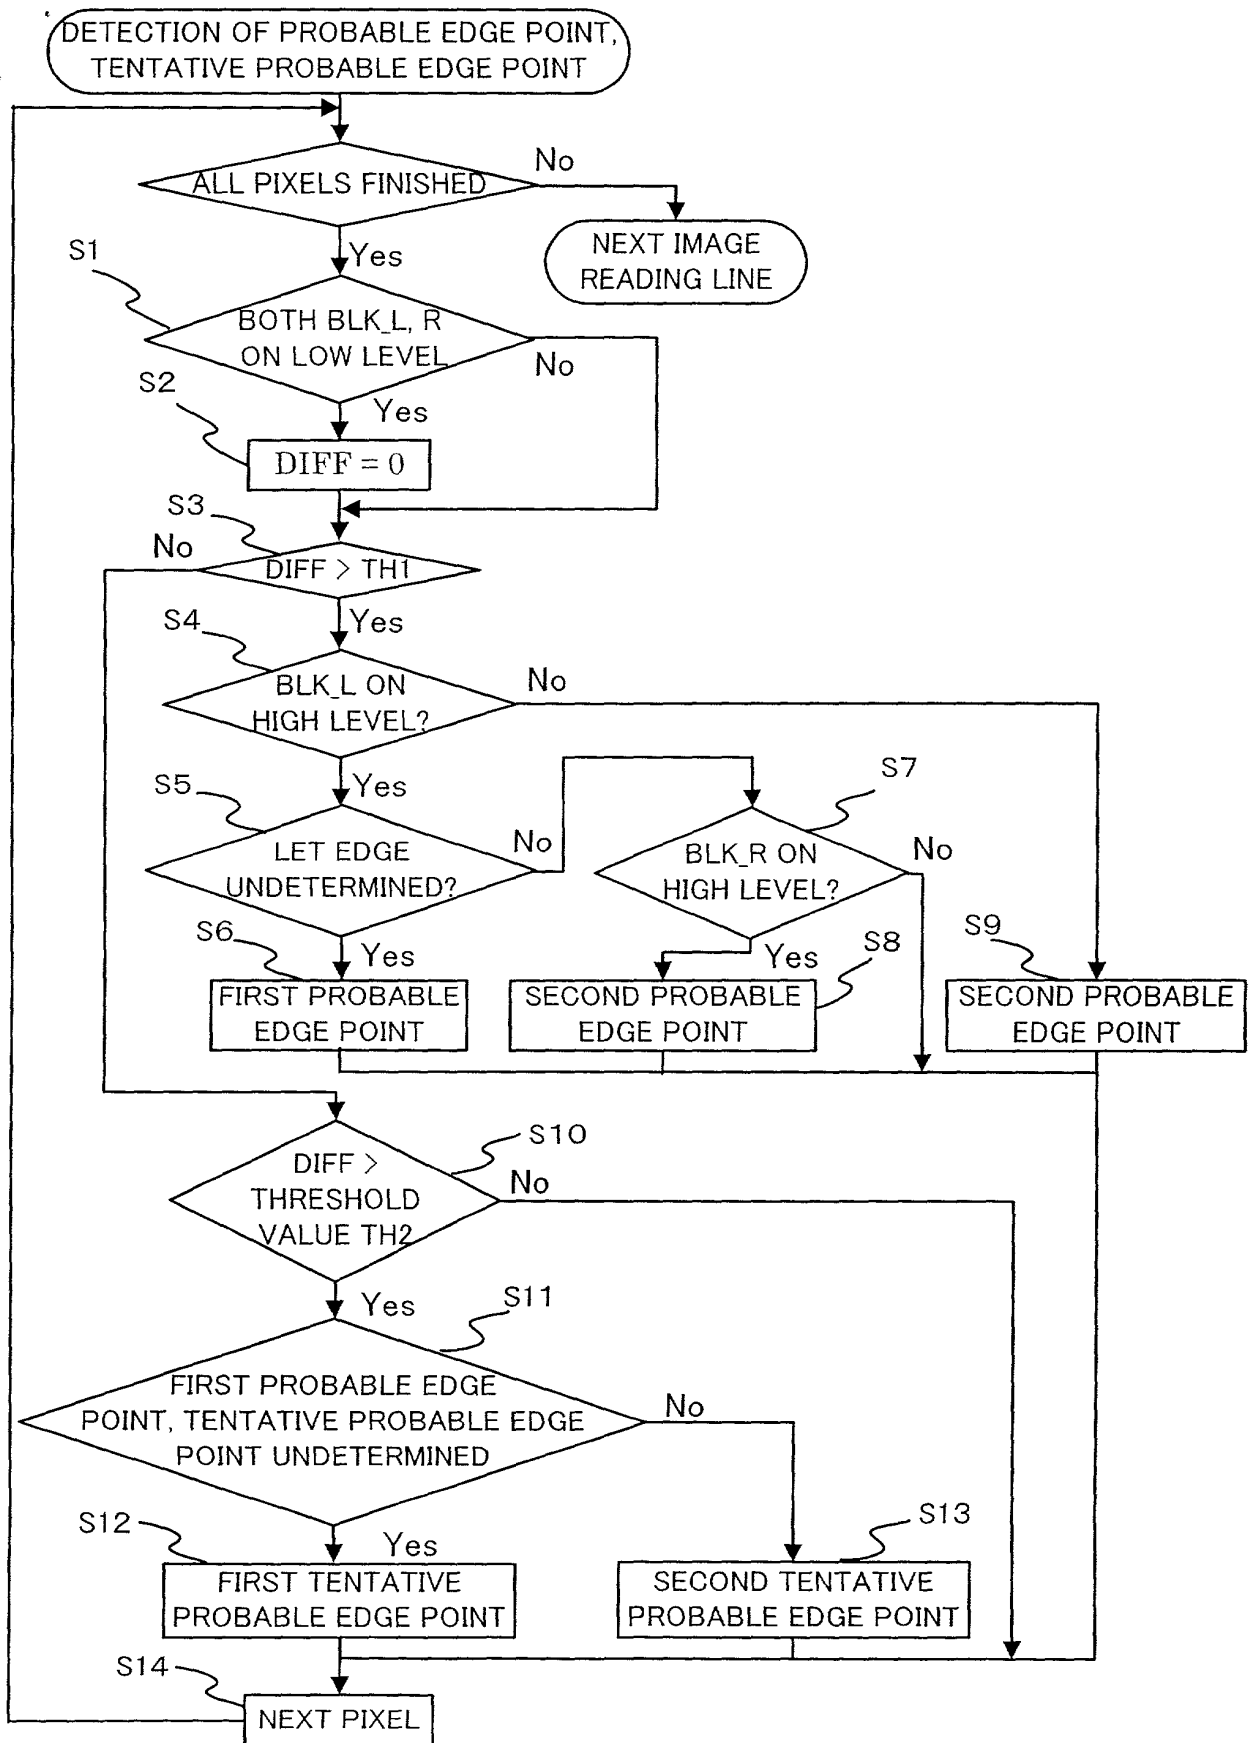 DETECTION OF PROBABLE EDGE POINT,
TENTATIVE PROBABLE EDGE POINT
ALL PIXELS FINISHED
No
NEXT IMAGE
READING LINE
Yes
S1
BOTH BLK_L, R
ON LOW LEVEL
No
S2
Yes
DIFF = 0
S3
No
DIFF > TH1
Yes
S4
BLK_L ON
HIGH LEVEL?
No
Yes
S5
LET EDGE
UNDETERMINED?
No
S7
BLK_R ON
HIGH LEVEL?
No
S6
Yes
FIRST PROBABLE
EDGE POINT
Yes
S8
SECOND PROBABLE
EDGE POINT
S9
SECOND PROBABLE
EDGE POINT
S10
DIFF >
THRESHOLD
VALUE TH2
No
Yes
S11
FIRST PROBABLE EDGE
POINT, TENTATIVE PROBABLE EDGE
POINT UNDETERMINED
No
S12
Yes
FIRST TENTATIVE
PROBABLE EDGE POINT
S13
SECOND TENTATIVE
PROBABLE EDGE POINT
S14
NEXT PIXEL